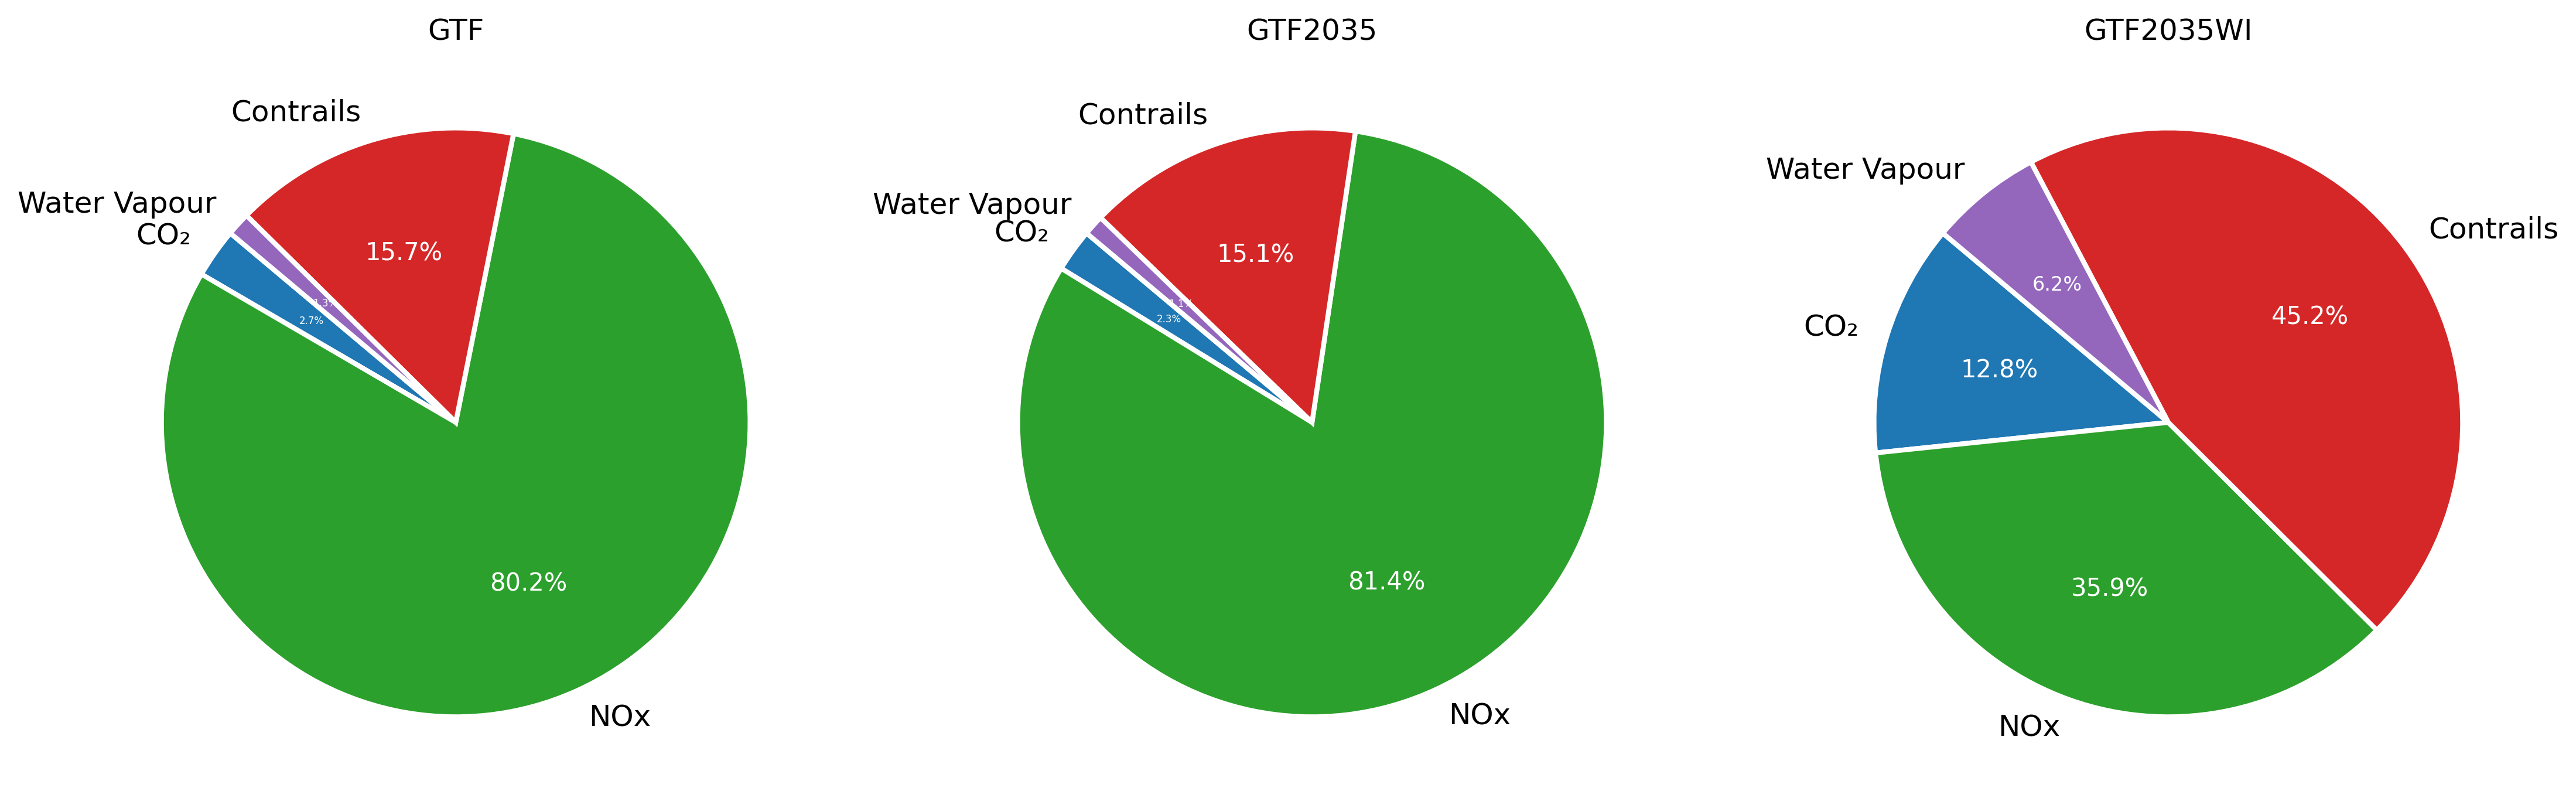 GTF
Contrails
Water Vapour
CO₂
15.7%
2.7%
80.2%
NOx
GTF2035
Contrails
Water Vapour
CO₂
15.1%
2.3%
81.4%
NOx
GTF2035WI
Water Vapour
Contrails
CO₂
6.2%
45.2%
12.8%
35.9%
NOx